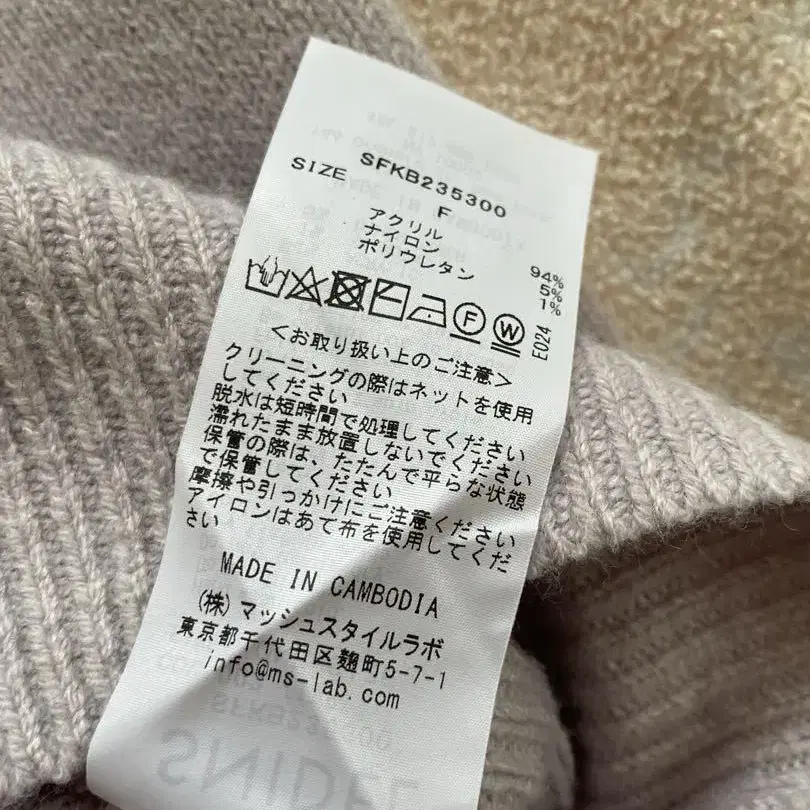 SFKB235300
SIZE F
アクリル 94%
ナイロン 5%
ポリウレタン 1%
F W
E024
<お取り扱い上のご注意>
クリーニングの際はネットを使用
してください
脱水は短時間で処理してください
濡れたまま放置しないでください
保管の際は、たたんで平らな状態
で保管してください
摩擦や引っかけにご注意ください
アイロンはあて布を使用してくだ
さい
MADE IN CAMBODIA
(株)マッシュスタイルラボ
東京都千代田区麹町5-7-1
info@ms-lab.com